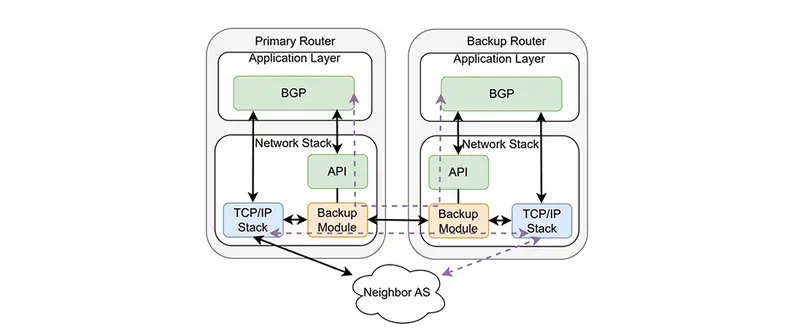 Primary Router
Application Layer
BGP
Network Stack
API
TCP/IP
Stack
Backup
Module
Backup Router
Application Layer
BGP
Network Stack
API
Backup
Module
TCP/IP
Stack
Neighbor AS